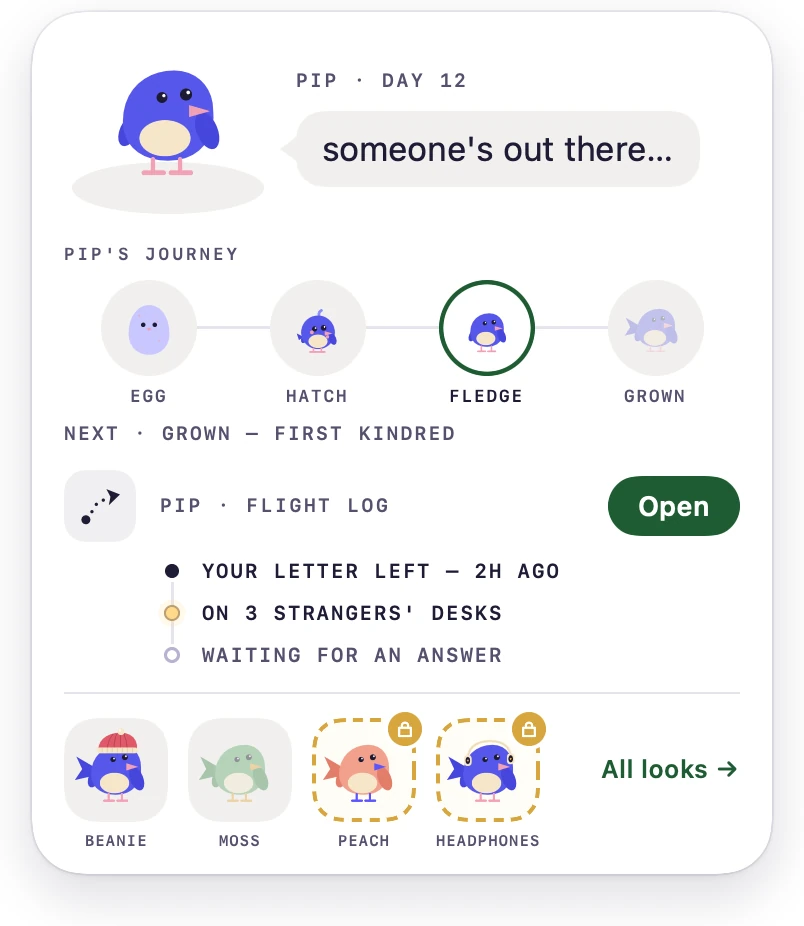 PIP · DAY 12
someone's out there...
PIP'S JOURNEY
EGG
HATCH
FLEDGE
GROWN
NEXT · GROWN — FIRST KINDRED
PIP · FLIGHT LOG
Open
YOUR LETTER LEFT — 2H AGO
ON 3 STRANGERS' DESKS
WAITING FOR AN ANSWER
All looks →
BEANIE
MOSS
PEACH
HEADPHONES